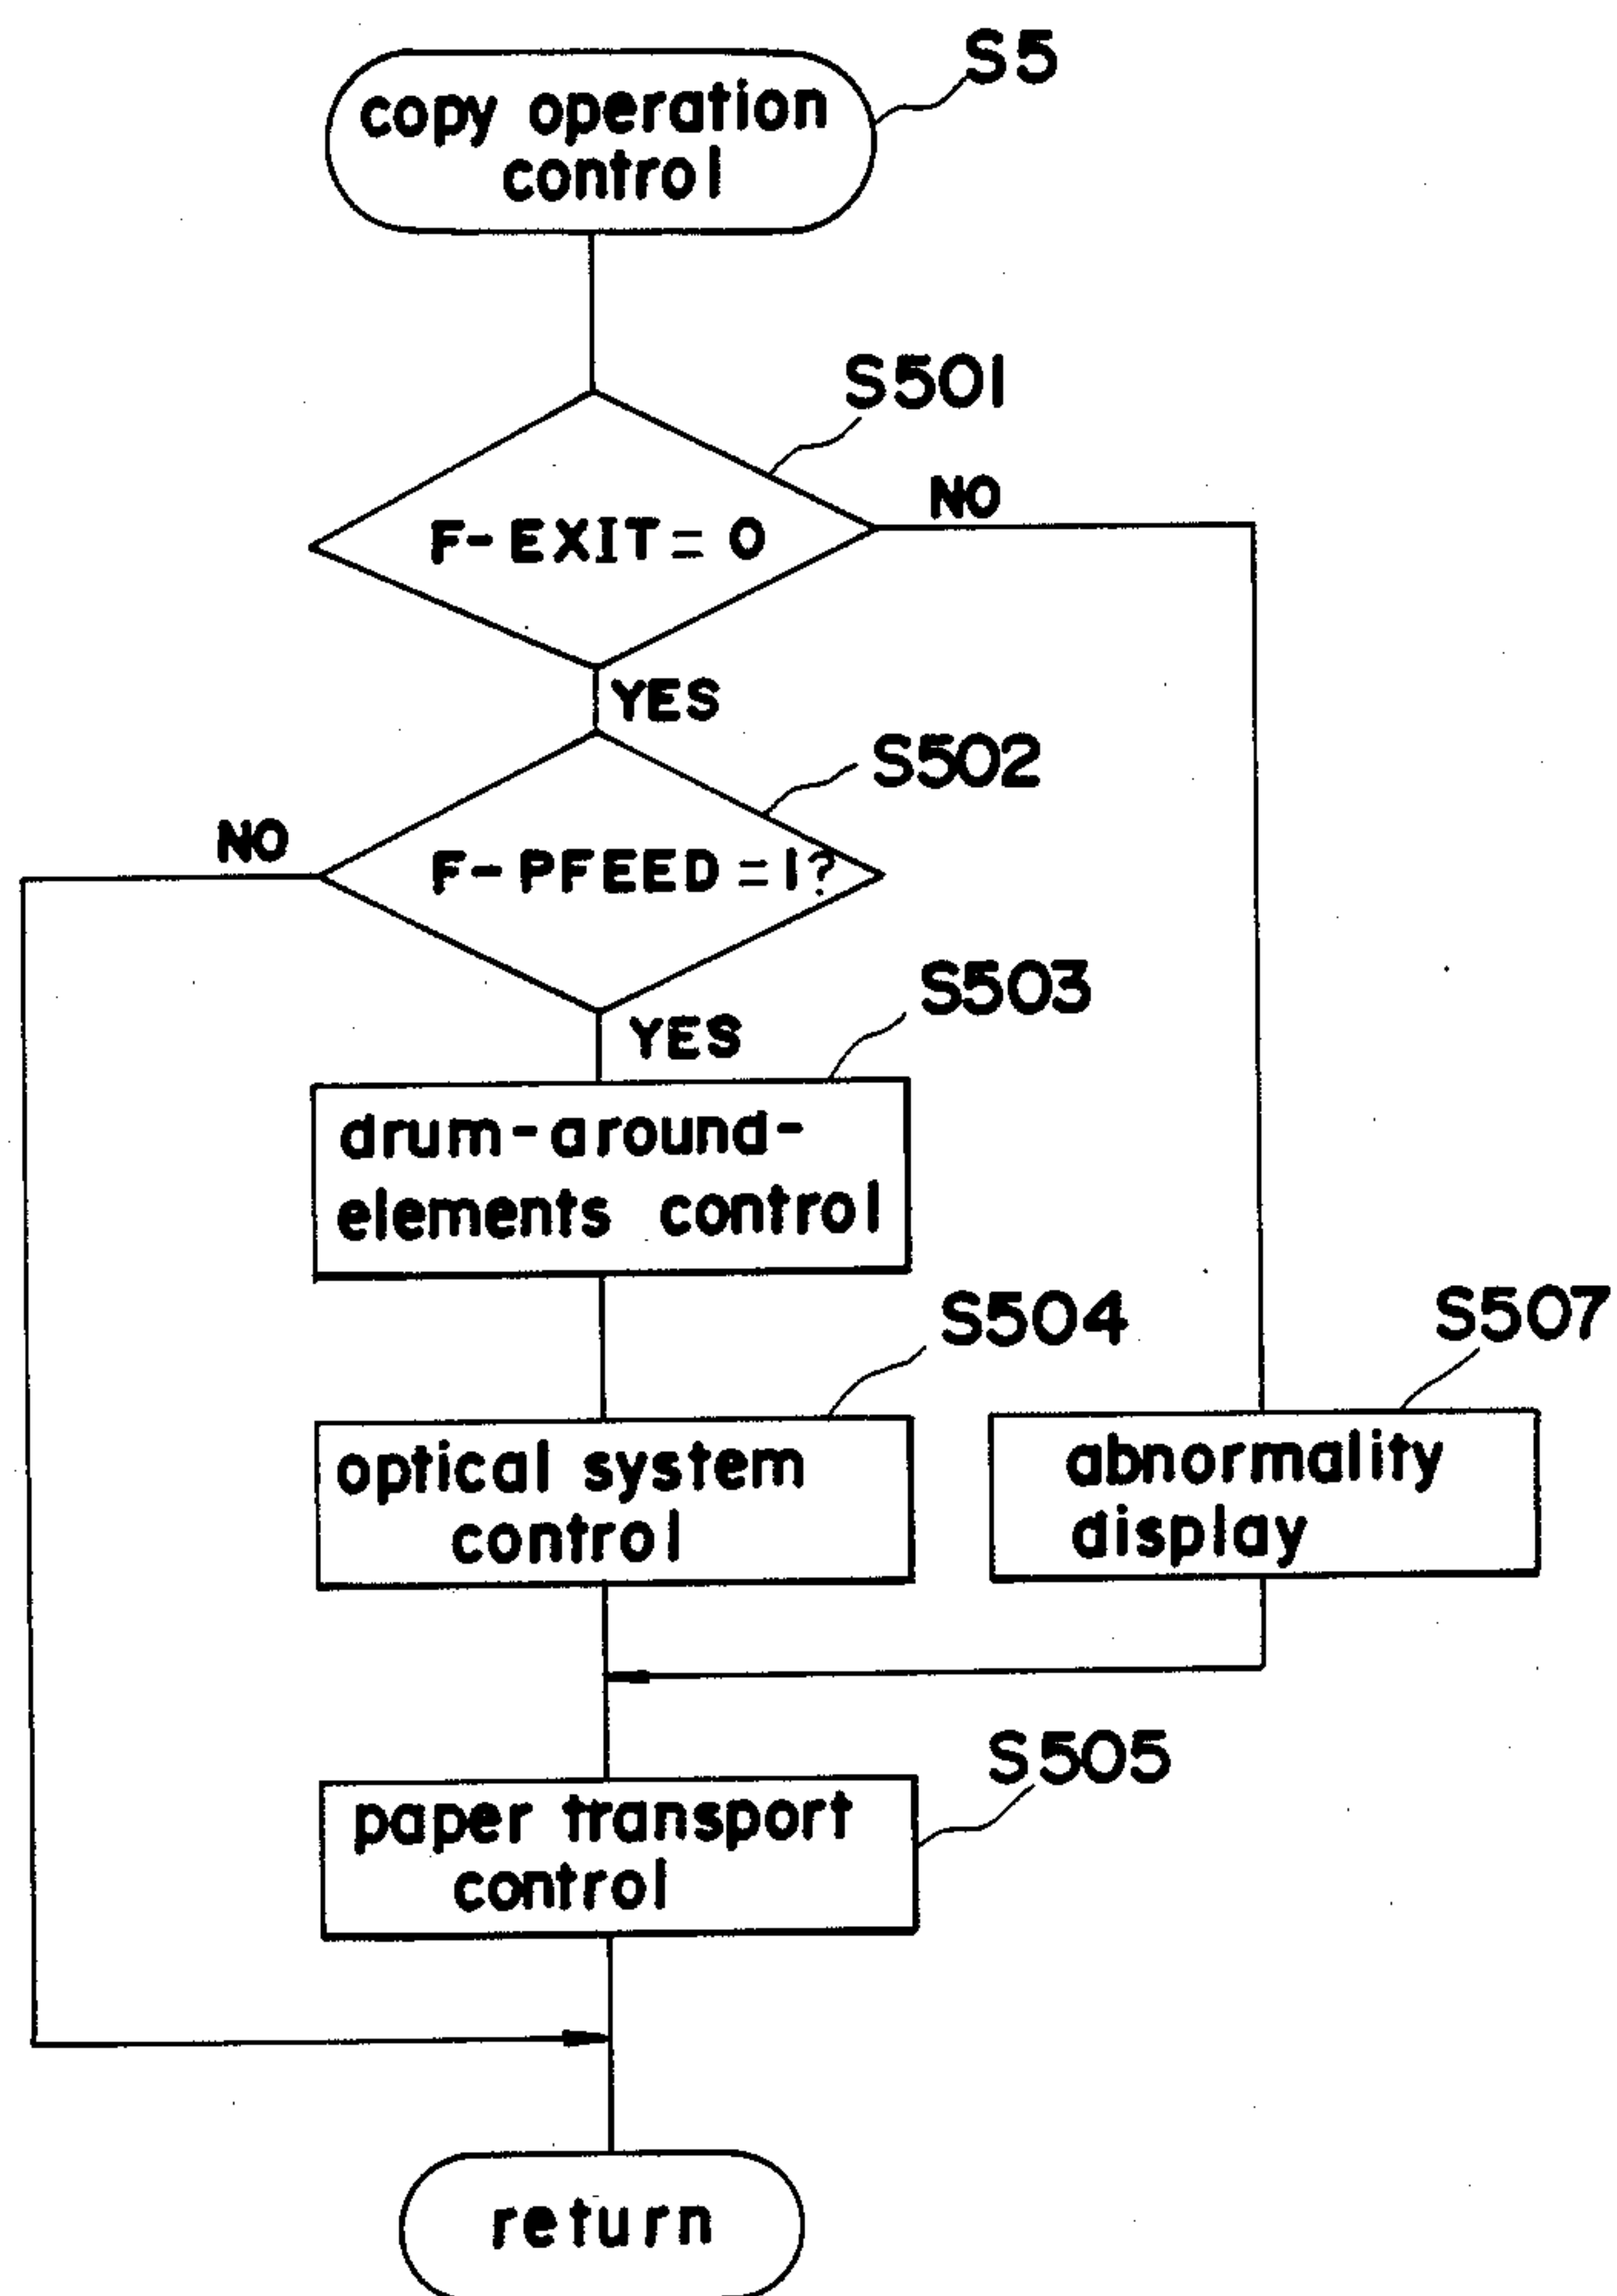 S5
copy operation
control
S501
F-EXIT = 0
NO
YES
S502
NO
F-PFEED = 1?
YES
S503
drum-around-
elements control
S504
optical system
control
S507
abnormality
display
S505
paper transport
control
return